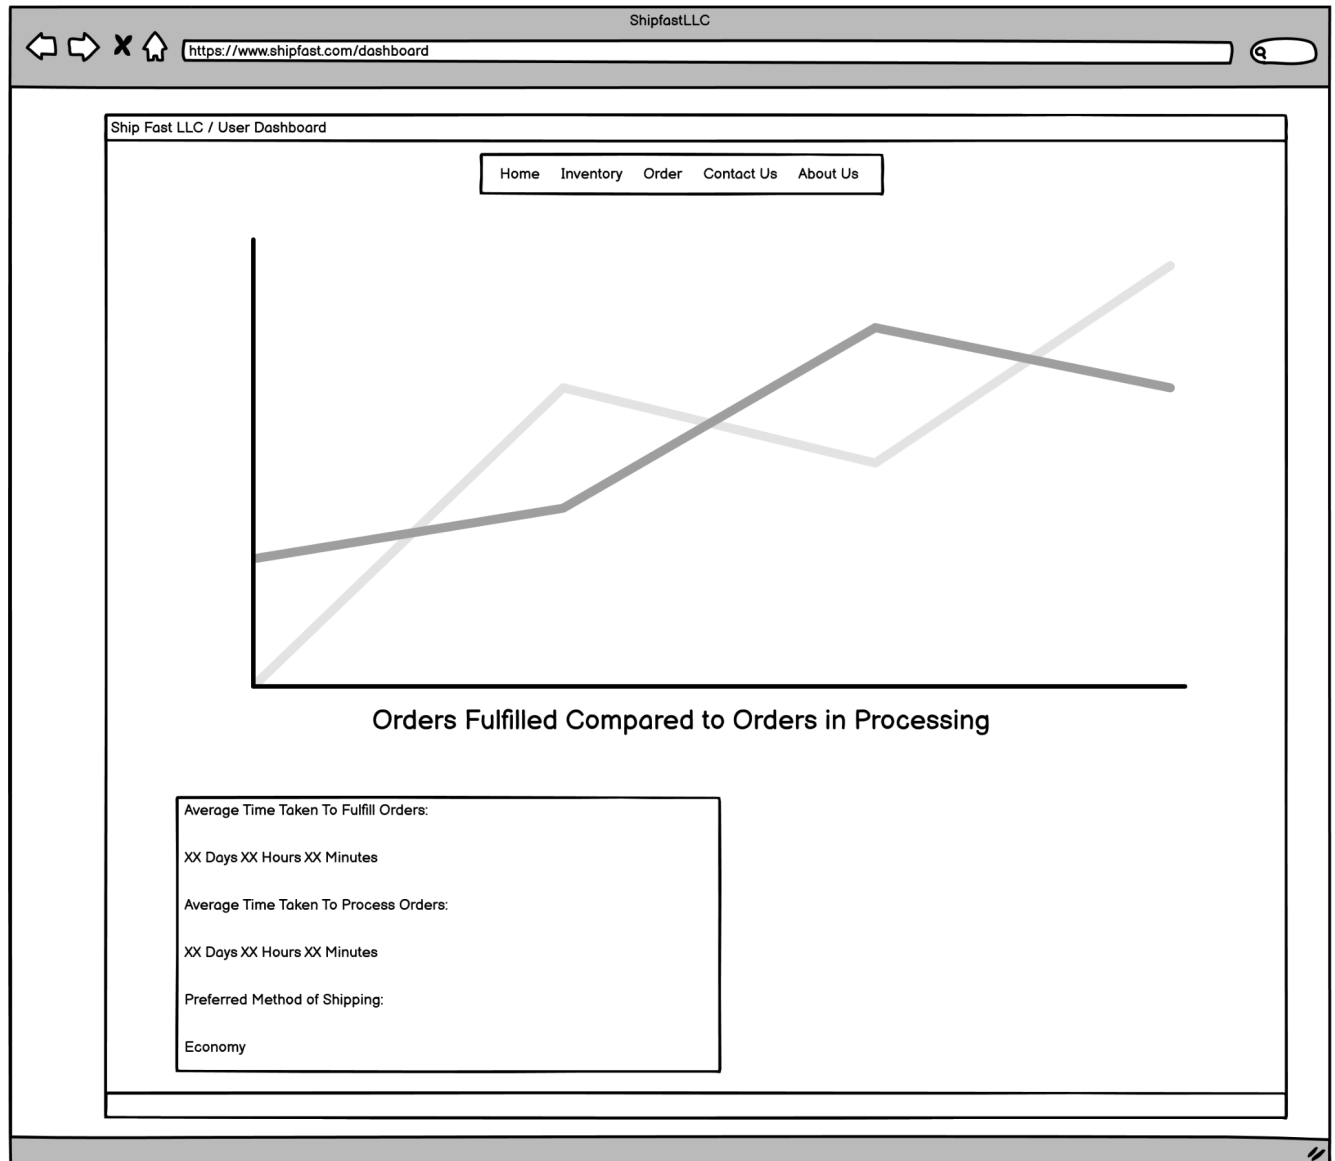 ShipfastLLC
https://www.shipfast.com/dashboard
Ship Fast LLC / User Dashboard
Home Inventory Order Contact Us About Us
Orders Fulfilled Compared to Orders in Processing
Average Time Taken To Fulfill Orders:
XX Days XX Hours XX Minutes
Average Time Taken To Process Orders:
XX Days XX Hours XX Minutes
Preferred Method of Shipping:
Economy